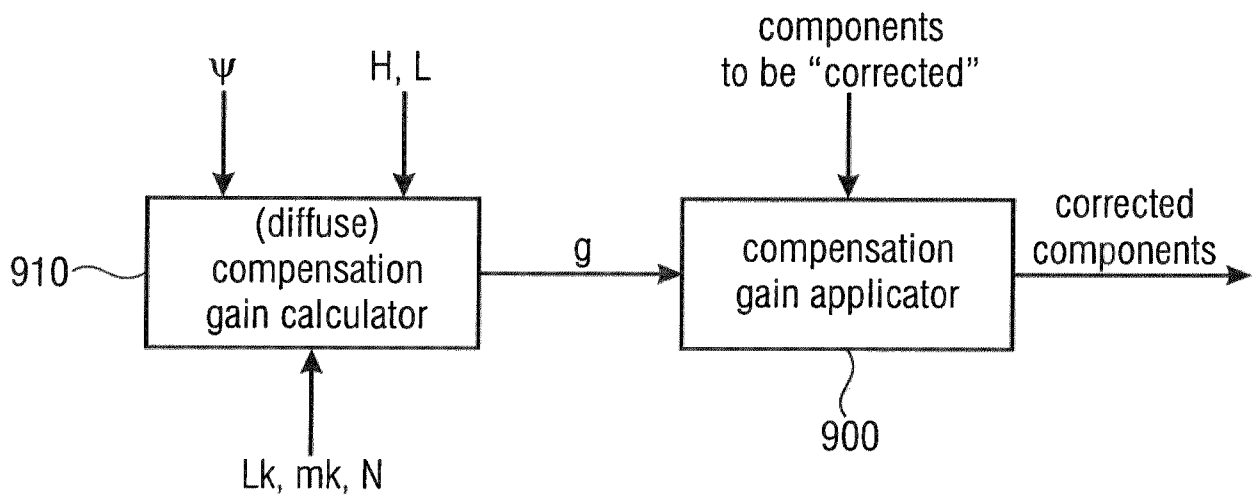 ψ
H, L
components
to be “corrected”
(diffuse)
compensation
gain calculator
910
g
compensation
gain applicator
corrected
components
900
Lk, mk, N